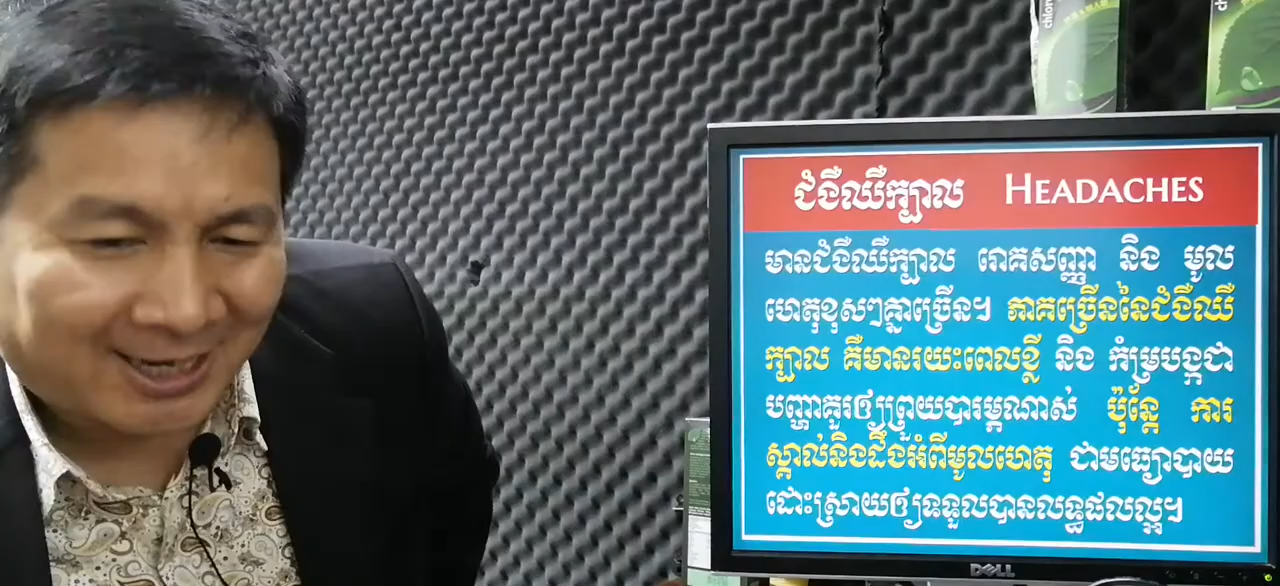 chlor
ជំងឺឈឺក្បាល HEADACHES
មានជំងឺឈឺក្បាល រោគសញ្ញា និង មូល
ហេតុខុសៗគ្នាច្រើន។ ភាគច្រើននៃជំងឺឈឺ
ក្បាល គឺមានរយះពេលខ្លី និង កំម្របង្កជា
បញ្ហាគួរឲ្យព្រួយបារម្ភណាស់ ប៉ុន្តែ ការ
ស្គាល់និងដឹងអំពីមូលហេតុ ជាមធ្យោបាយ
ដោះស្រាយឲ្យទទួលបានលទ្ធផលល្អ។
DELL